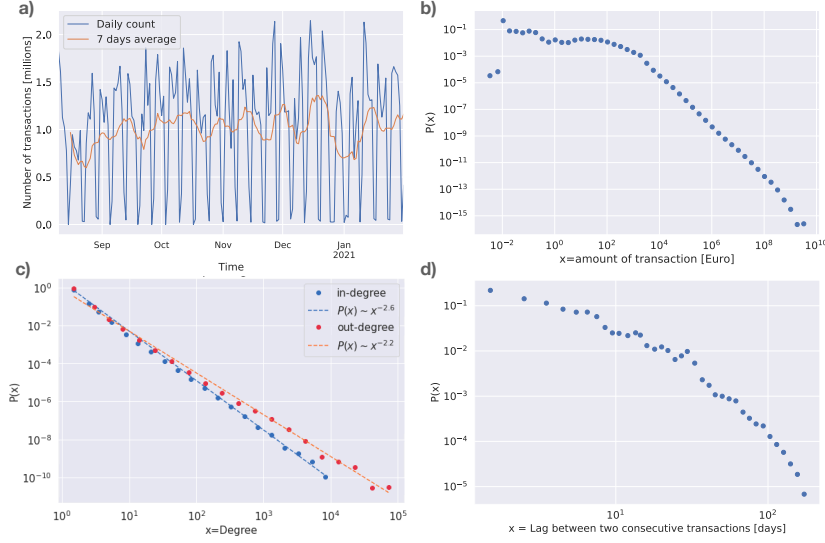 a)
Daily count
7 days average
Number of transactions [millions]
2.0
1.5
1.0
0.5
0.0
Sep
Oct
Nov
Dec
Jan
2021
Time
b)
P(x)
10⁻¹
10⁻³
10⁻⁵
10⁻⁷
10⁻⁹
10⁻¹¹
10⁻¹³
10⁻¹⁵
10⁻² 10⁰ 10² 10⁴ 10⁶ 10⁸ 10¹⁰
x=amount of transaction [Euro]
c)
in-degree
P(x) ~ x⁻²·⁶
out-degree
P(x) ~ x⁻²·²
P(x)
10⁰
10⁻²
10⁻⁴
10⁻⁶
10⁻⁸
10⁻¹⁰
10⁰ 10¹ 10² 10³ 10⁴ 10⁵
x=Degree
d)
P(x)
10⁻¹
10⁻²
10⁻³
10⁻⁴
10⁻⁵
10¹ 10²
x = Lag between two consecutive transactions [days]